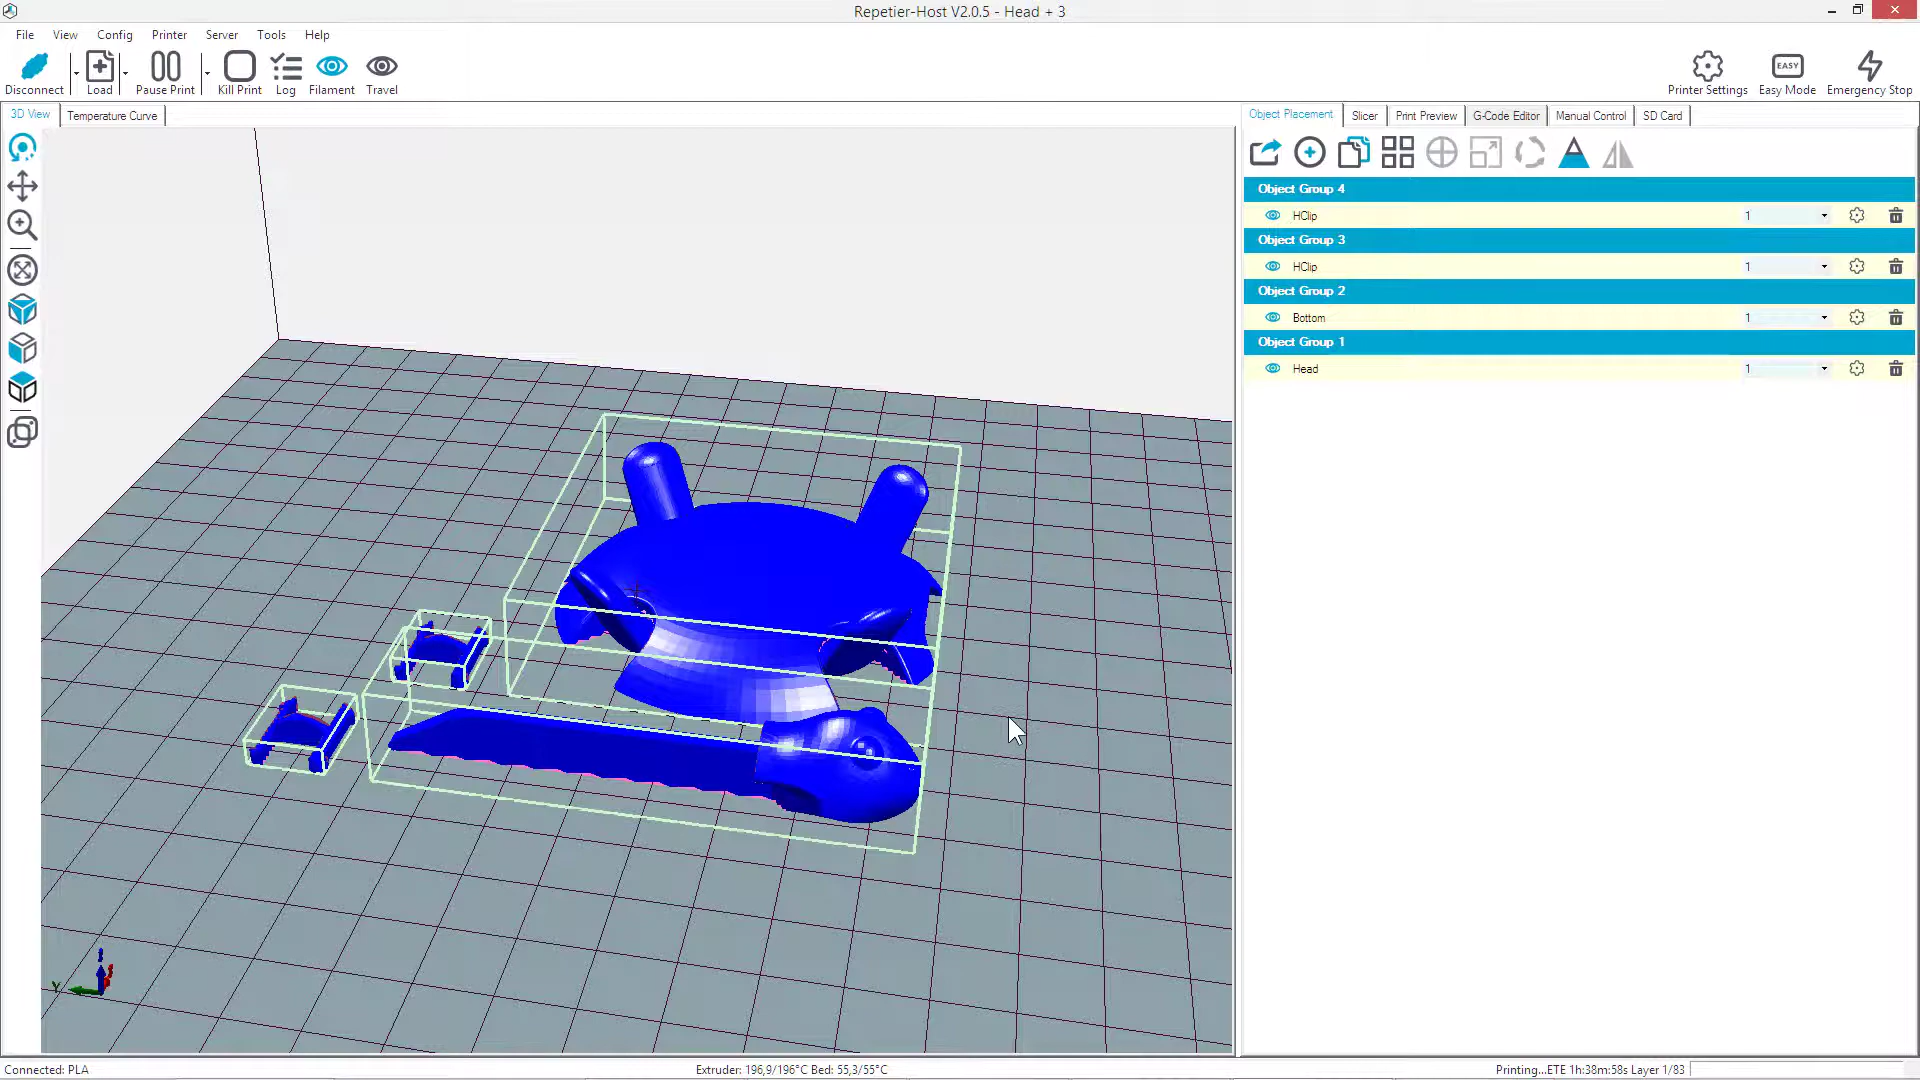 Repetier-Host V2.0.5 - Head + 3
File View Config Printer Server Tools Help
Disconnect Load Pause Print Kill Print Log Filament Travel Printer Settings EASY Easy Mode Emergency Stop
3D View Temperature Curve
Object Placement Slicer Print Preview G-Code Editor Manual Control SD Card
Object Group 4
HClip 1
Object Group 3
HClip 1
Object Group 2
Bottom 1
Object Group 1
Head 1
Y
Connected: PLA Extruder: 196,9/196°C Bed: 55,3/55°C Printing...ETE 1h:38m:58s Layer 1/83